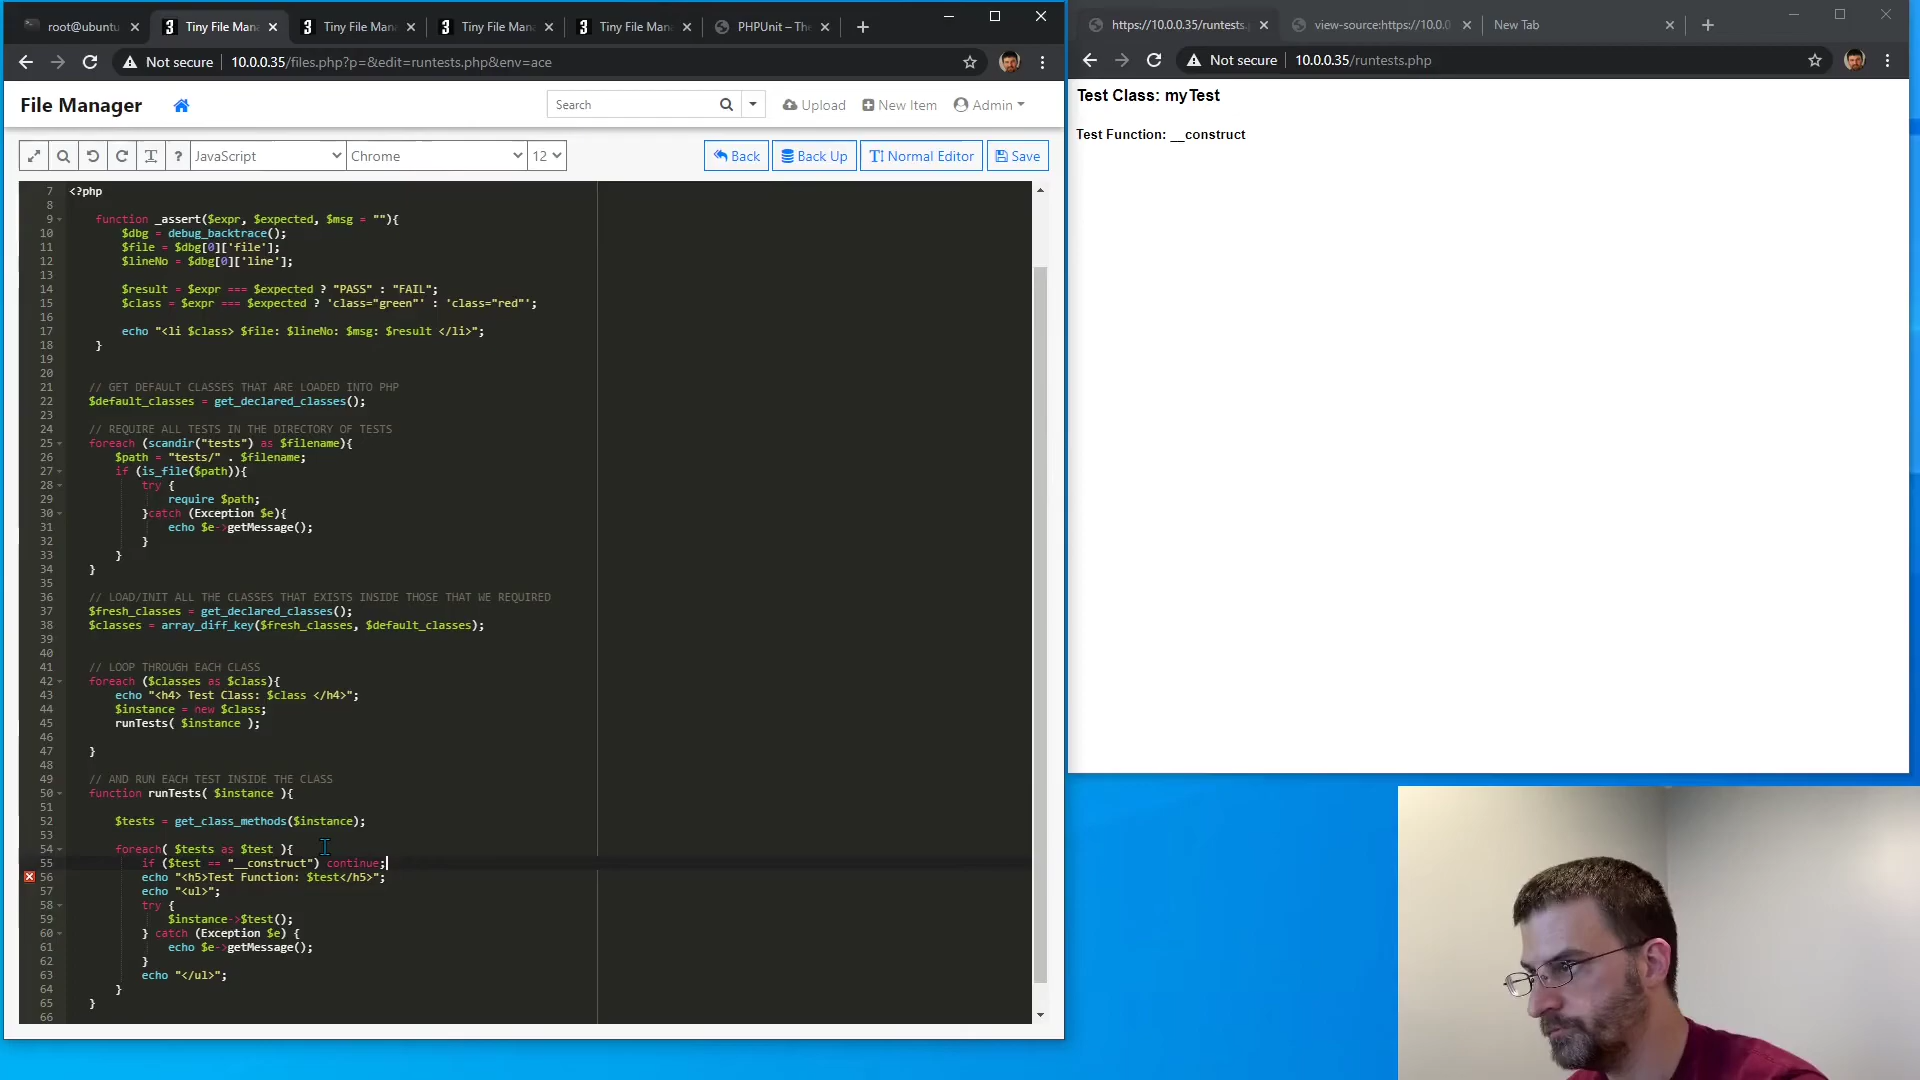 root@ubuntu
Tiny File Mana
Tiny File Man
Tiny File Man
Tiny File Man
PHPUnit – The
Not secure
10.0.0.35/files.php?p=&edit=runtests.php&env=ace
File Manager
Search
Upload
New Item
Admin
?
JavaScript
Chrome
12
Back
Back Up
Normal Editor
Save
7 <?php
8
9 function _assert($expr, $expected, $msg = ""){
10 $dbg = debug_backtrace();
11 $file = $dbg[0]['file'];
12 $lineNo = $dbg[0]['line'];
13
14 $result = $expr === $expected ? "PASS" : "FAIL";
15 $class = $expr === $expected ? 'class="green"' : 'class="red"';
16
17 echo "<li $class> $file: $lineNo: $msg: $result </li>";
18 }
19
20
21 // GET DEFAULT CLASSES THAT ARE LOADED INTO PHP
22 $default_classes = get_declared_classes();
23
24 // REQUIRE ALL TESTS IN THE DIRECTORY OF TESTS
25 foreach (scandir("tests") as $filename){
26 $path = "tests/" . $filename;
27 if (is_file($path)){
28 try {
29 require $path;
30 }catch (Exception $e){
31 echo $e->getMessage();
32 }
33 }
34 }
35
36 // LOAD/INIT ALL THE CLASSES THAT EXISTS INSIDE THOSE THAT WE REQUIRED
37 $fresh_classes = get_declared_classes();
38 $classes = array_diff_key($fresh_classes, $default_classes);
39
40
41 // LOOP THROUGH EACH CLASS
42 foreach ($classes as $class){
43 echo "<h4> Test Class: $class </h4>";
44 $instance = new $class;
45 runTests( $instance );
46
47 }
48
49 // AND RUN EACH TEST INSIDE THE CLASS
50 function runTests( $instance ){
51
52 $tests = get_class_methods($instance);
53
54 foreach( $tests as $test ){
55 if ($test == "__construct") continue;
56 echo "<h5>Test Function: $test</h5>";
57 echo "<ul>";
58 try {
59 $instance->$test();
60 } catch (Exception $e) {
61 echo $e->getMessage();
62 }
63 echo "</ul>";
64 }
65 }
66
https://10.0.0.35/runtests.
view-source:https://10.0.0
New Tab
Not secure
10.0.0.35/runtests.php
Test Class: myTest
Test Function: __construct